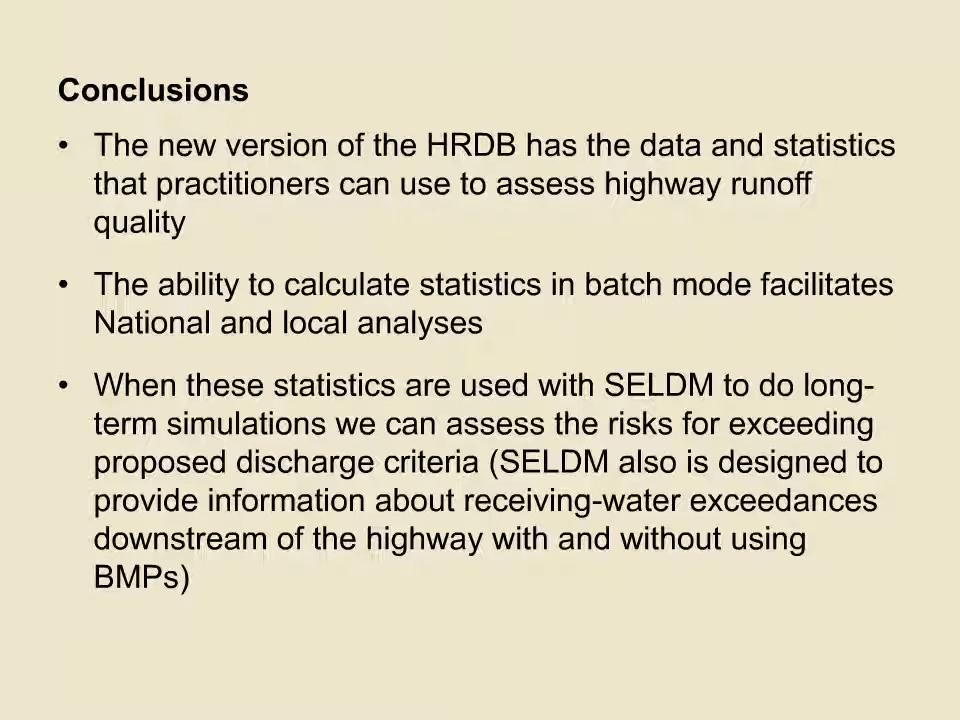 Conclusions
• The new version of the HRDB has the data and statistics
that practitioners can use to assess highway runoff
quality
• The ability to calculate statistics in batch mode facilitates
National and local analyses
• When these statistics are used with SELDM to do long-
term simulations we can assess the risks for exceeding
proposed discharge criteria (SELDM also is designed to
provide information about receiving-water exceedances
downstream of the highway with and without using
BMPs)